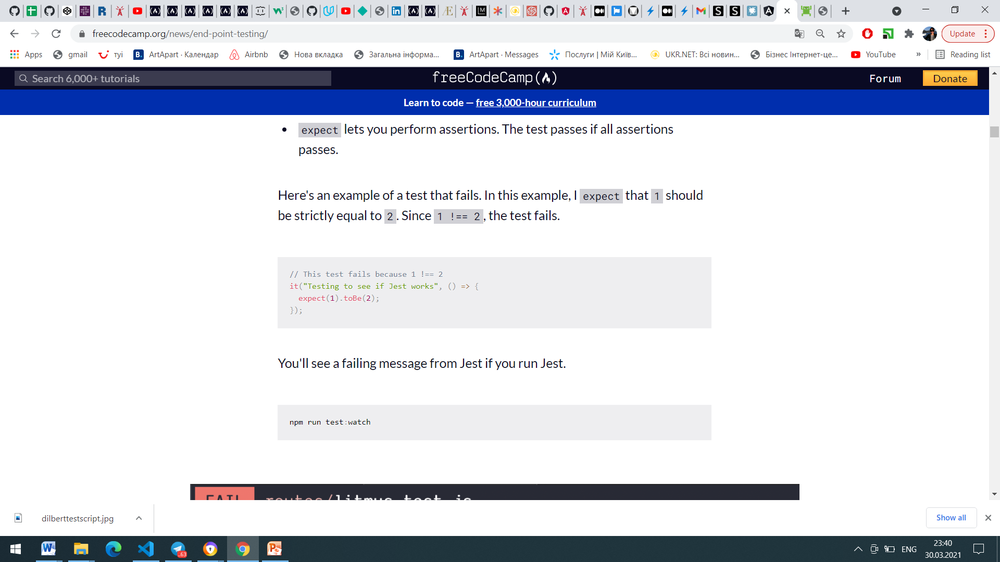 freecodecamp.org/news/end-point-testing/
Update
Apps gmail туі ArtApart · Календар Airbnb Нова вкладка Загальна інформа... ArtApart · Messages Послуги | Мій Київ... UKR.NET: Всі новин... Бізнес Інтернет-це... YouTube » Reading list
Search 6,000+ tutorials
freeCodeCamp
Forum
Donate
Learn to code — free 3,000-hour curriculum
expect lets you perform assertions. The test passes if all assertions
passes.
Here's an example of a test that fails. In this example, I expect that 1 should
be strictly equal to 2. Since 1 !== 2, the test fails.
// This test fails because 1 !== 2
it("Testing to see if Jest works", () => {
expect(1).toBe(2);
});
You'll see a failing message from Jest if you run Jest.
npm run test:watch
FAIL routes/litmus.test.js
dilberttestscript.jpg
Show all
63
ENG
23:40
30.03.2021